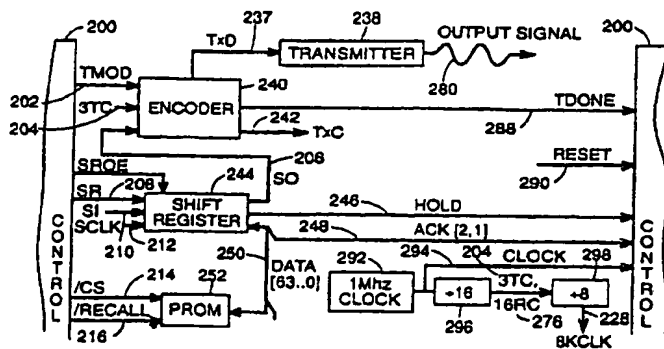 200
237
238
OUTPUT SIGNAL
200
TxD
TRANSMITTER
TMOD
240
280
202
ENCODER
3TC
242
TDONE
204
TxC
288
208
SROE
244
SO
RESET
SR
208
290
SI
SHIFT REGISTER
246
HOLD
SCLK
248
ACK [2,1]
210
212
292
294
CLOCK
204
298
250
DATA [63..0]
3TC,
/CS
214
252
1Mhz CLOCK
÷16
÷8
/RECALL
PROM
16RC
228
216
296
276
8KCLK
CONTROL
CONTROL